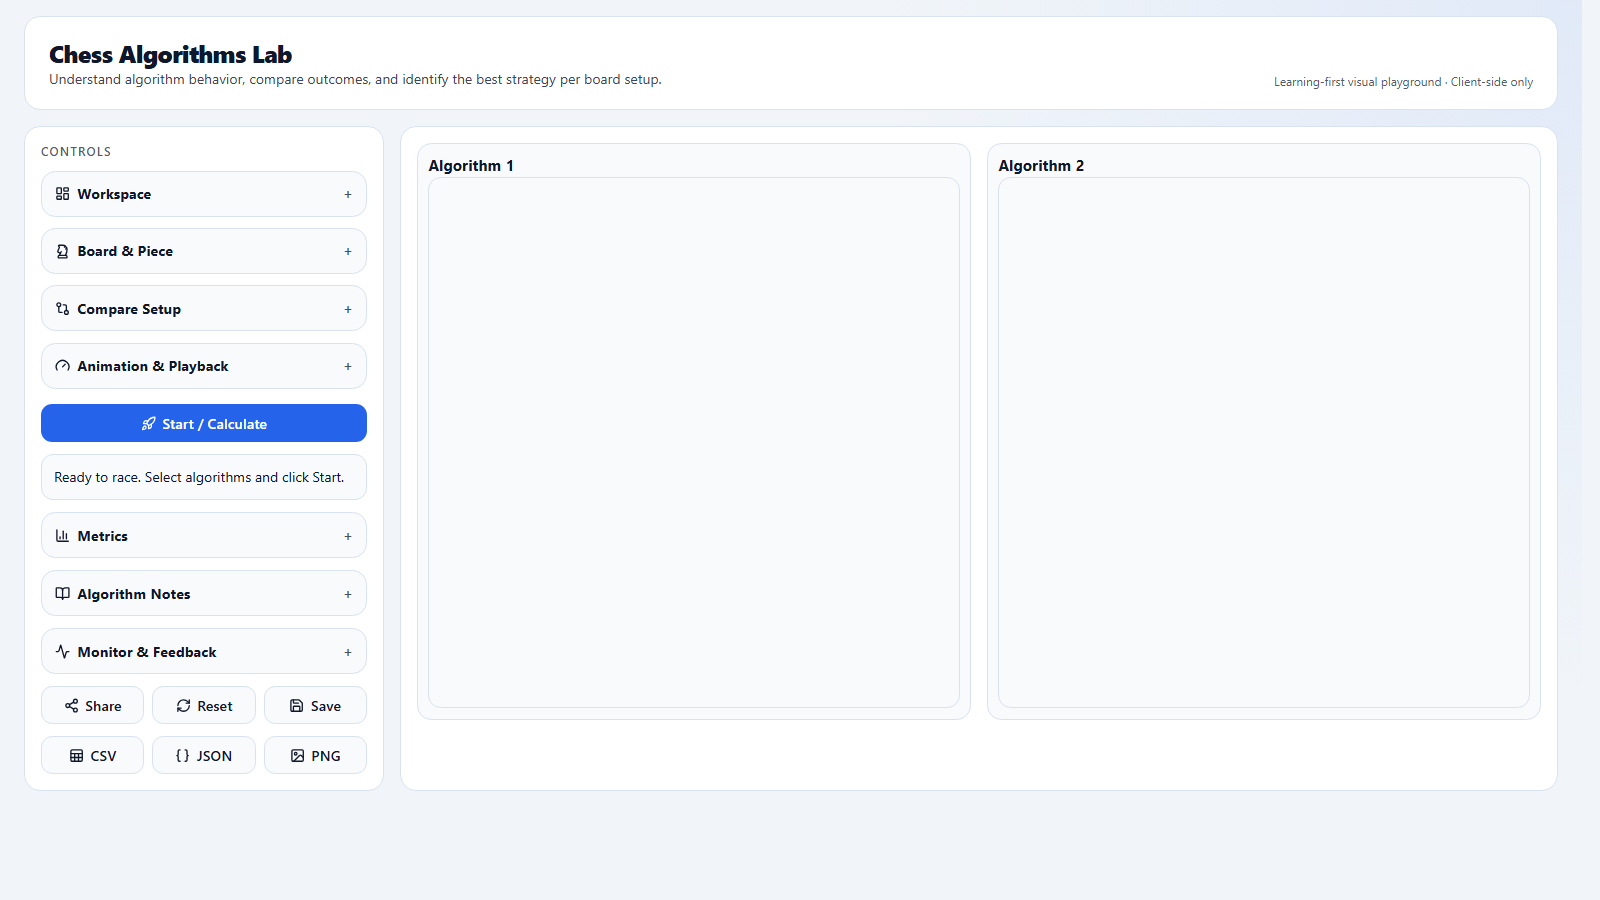 Chess Algorithms Lab
Understand algorithm behavior, compare outcomes, and identify the best strategy per board setup.
Learning-first visual playground · Client-side only
CONTROLS
Workspace +
Board & Piece +
Compare Setup +
Animation & Playback +
Start / Calculate
Ready to race. Select algorithms and click Start.
Metrics +
Algorithm Notes +
Monitor & Feedback +
Share Reset Save
CSV JSON PNG
Algorithm 1
Algorithm 2